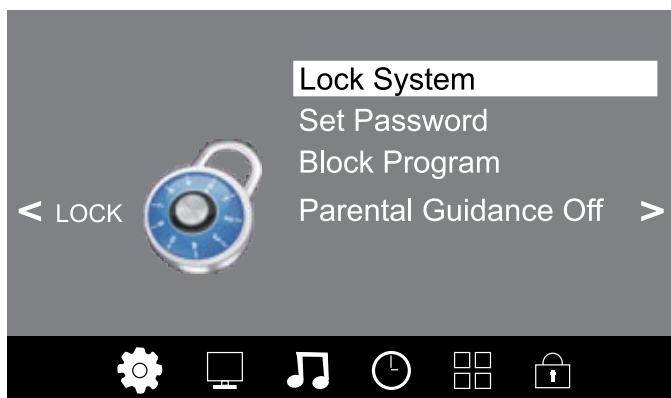 Lock System
Set Password
Block Program
< LOCK
Parental Guidance Off >